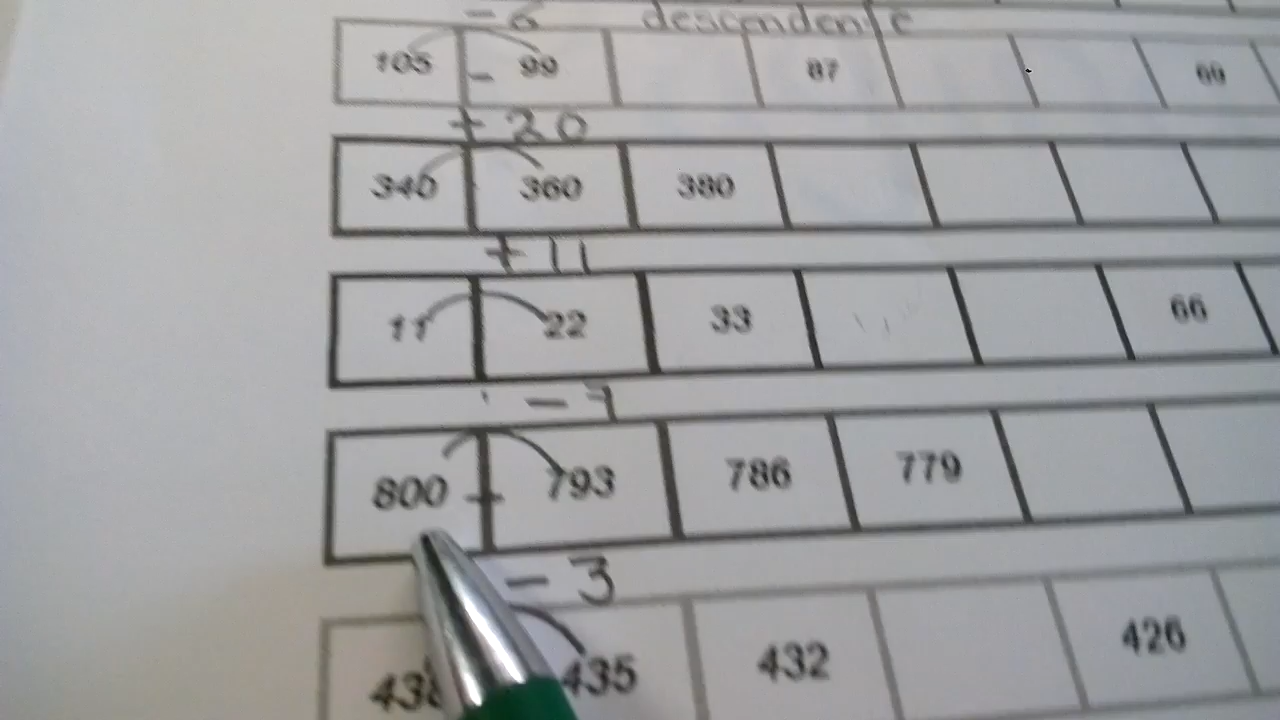 -6 descendente
105 - 99 87 69
+20
340 360 380
+11
11 22 33 66
-7
800 - 793 786 779
-3
438 435 432 426